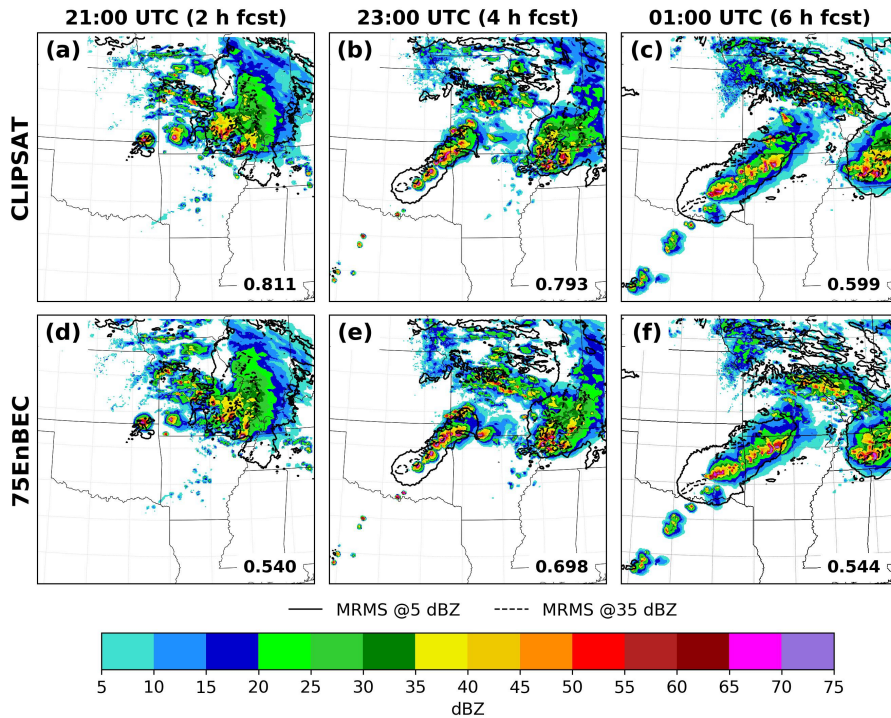 21:00 UTC (2 h fcst) 23:00 UTC (4 h fcst) 01:00 UTC (6 h fcst)
CLIPSAT
(a) (b) (c)
0.811 0.793 0.599
75EnBEC
(d) (e) (f)
0.540 0.698 0.544
MRMS @5 dBZ MRMS @35 dBZ
5 10 15 20 25 30 35 40 45 50 55 60 65 70 75
dBZ